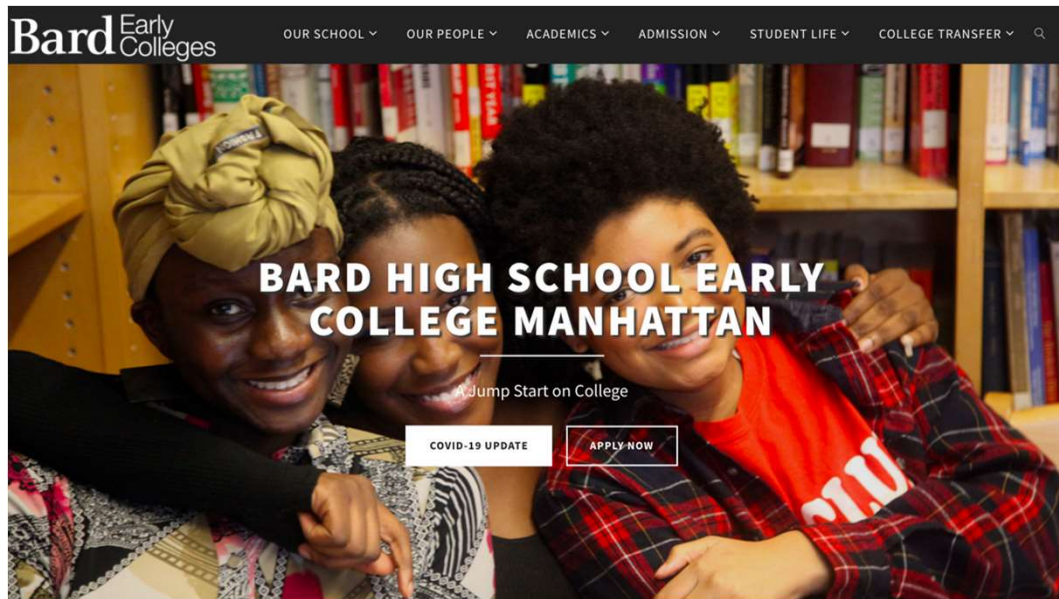 Bard Early Colleges
OUR SCHOOL
OUR PEOPLE
ACADEMICS
ADMISSION
STUDENT LIFE
COLLEGE TRANSFER
BARD HIGH SCHOOL EARLY
COLLEGE MANHATTAN
A Jump Start on College
COVID-19 UPDATE
APPLY NOW